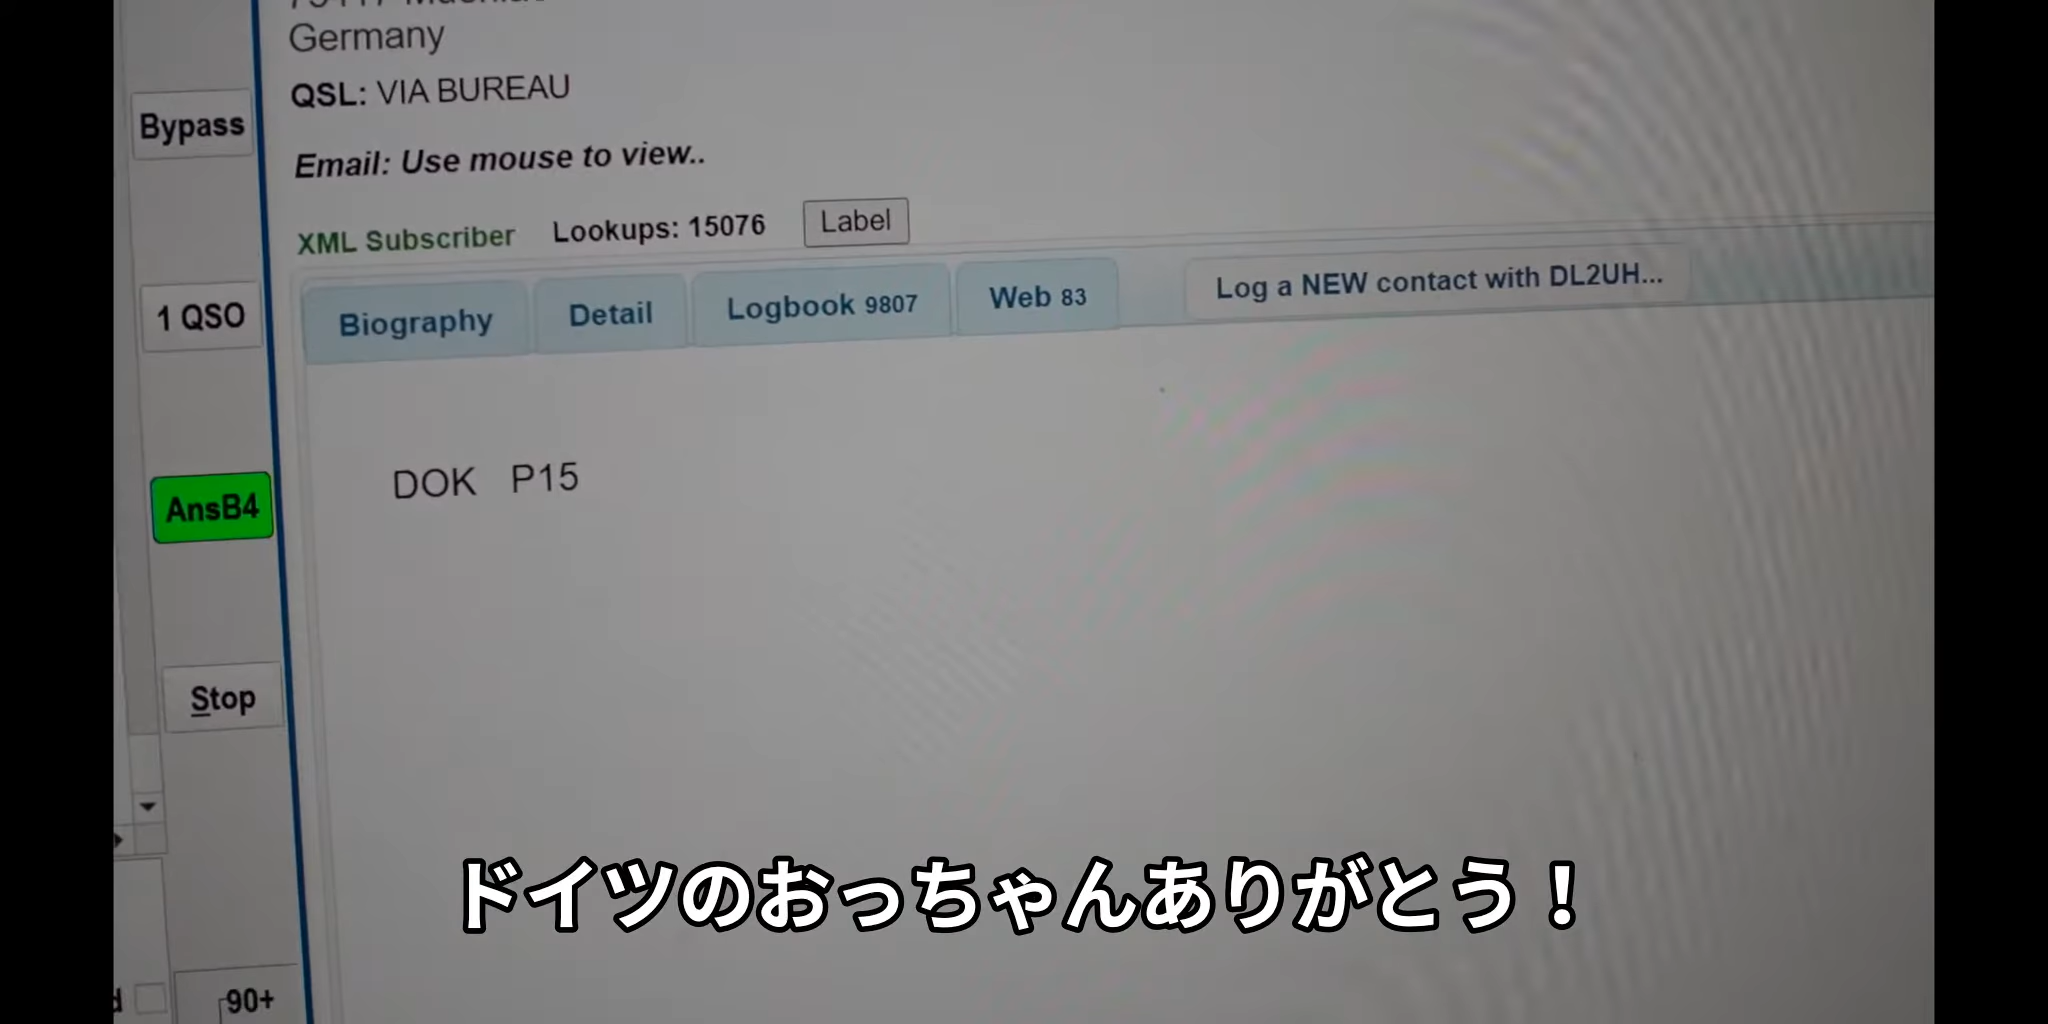 Germany
QSL: VIA BUREAU
Bypass
Email: Use mouse to view..
XML Subscriber Lookups: 15076 Label
1 QSO
Biography Detail Logbook 9807 Web 83 Log a NEW contact with DL2UH...
DOK P15
AnsB4
Stop
90+
ドイツのおっちゃんありがとう！